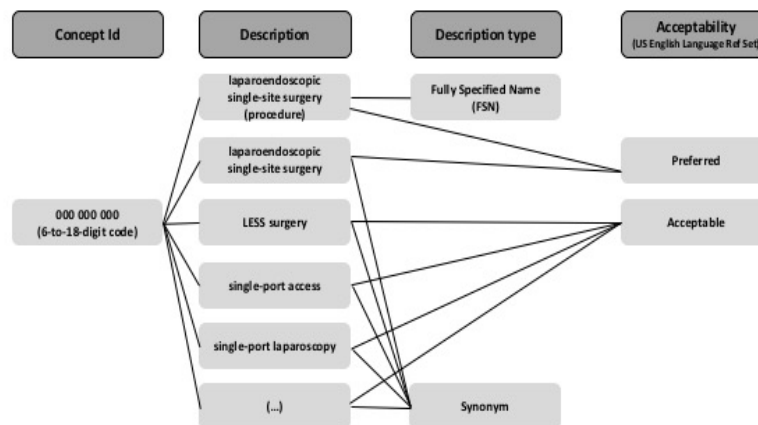 Concept Id
Description
Description type
Acceptability
(US English Language Ref Set)
laparoendoscopic
single-site surgery
(procedure)
Fully Specified Name
(FSN)
laparoendoscopic
single-site surgery
Preferred
000 000 000
(6-to-18-digit code)
LESS surgery
Acceptable
single-port access
single-port laparoscopy
(...)
Synonym